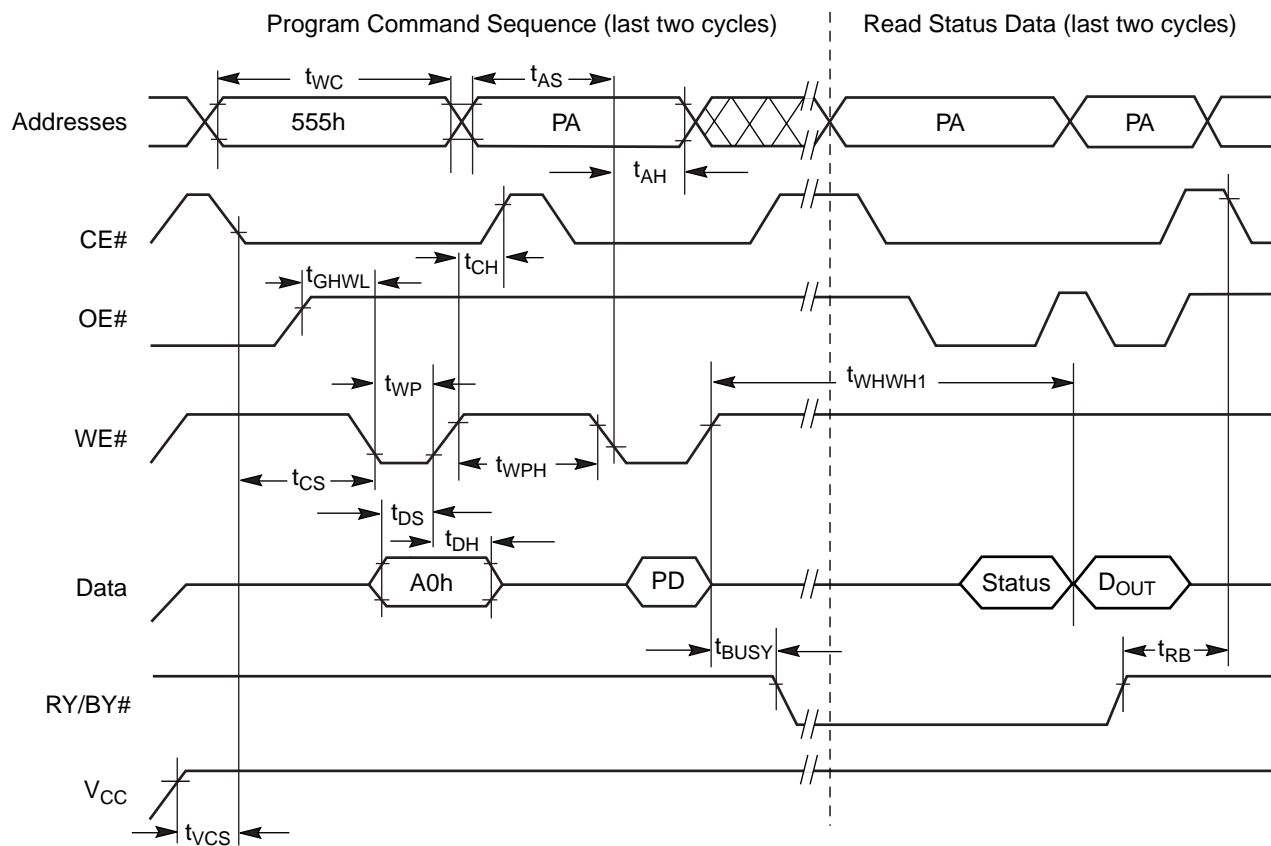 Program Command Sequence (last two cycles)
Read Status Data (last two cycles)
tWC
tAS
Addresses
555h
PA
PA
PA
tAH
CE#
tCH
tGHWL
OE#
tWP
tWHWH1
WE#
tWPH
tCS
tDS
tDH
Data
A0h
PD
Status
DOUT
tBUSY
tRB
RY/BY#
VCC
tVCS